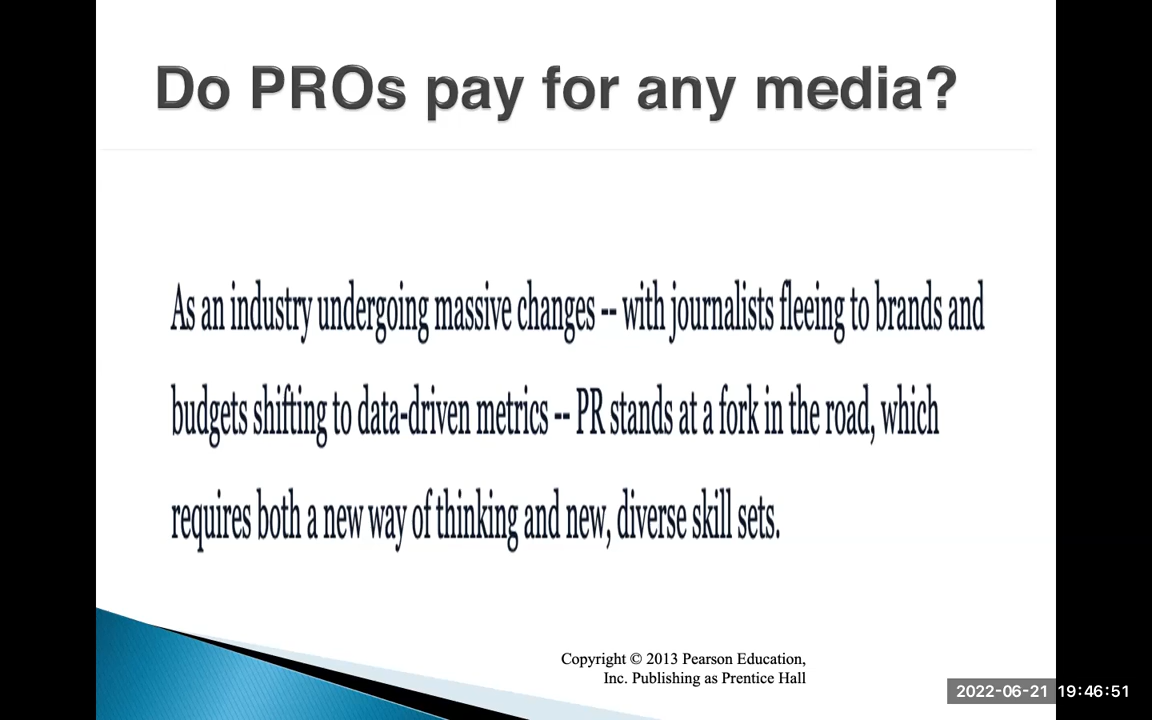 Do PROs pay for any media?
As an industry undergoing massive changes -- with journalists fleeing to brands and
budgets shifting to data-driven metrics -- PR stands at a fork in the road, which
requires both a new way of thinking and new, diverse skill sets.
Copyright © 2013 Pearson Education,
Inc. Publishing as Prentice Hall
2022-06-21 19:46:51